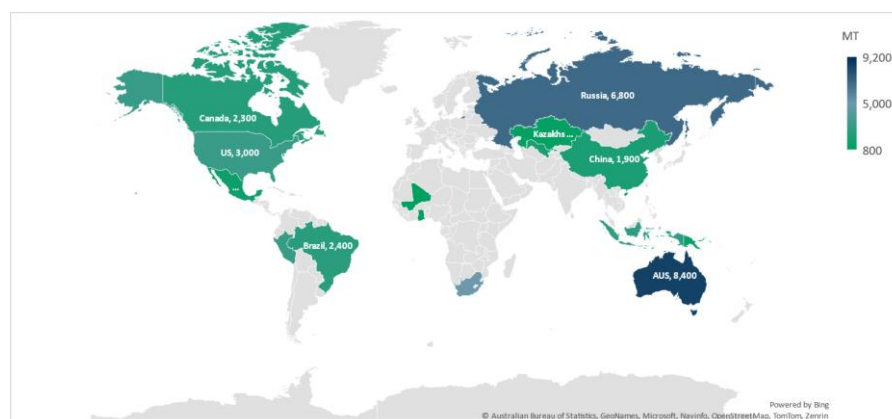 MT
9,200
5,000
800
Canada, 2,300
US, 3,000
...
Brazil, 2,400
Russia, 6,800
Kazakhs ...
China, 1,900
AUS, 8,400
Powered by Bing
© Australian Bureau of Statistics, GeoNames, Microsoft, Navinfo, OpenStreetMap, TomTom, Zenrin